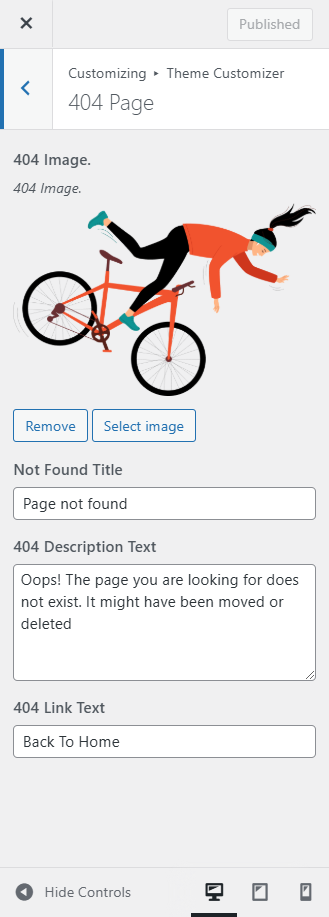 Published
Customizing ▸ Theme Customizer
404 Page
404 Image.
404 Image.
Remove
Select image
Not Found Title
Page not found
404 Description Text
Oops! The page you are looking for does
not exist. It might have been moved or
deleted
404 Link Text
Back To Home
Hide Controls